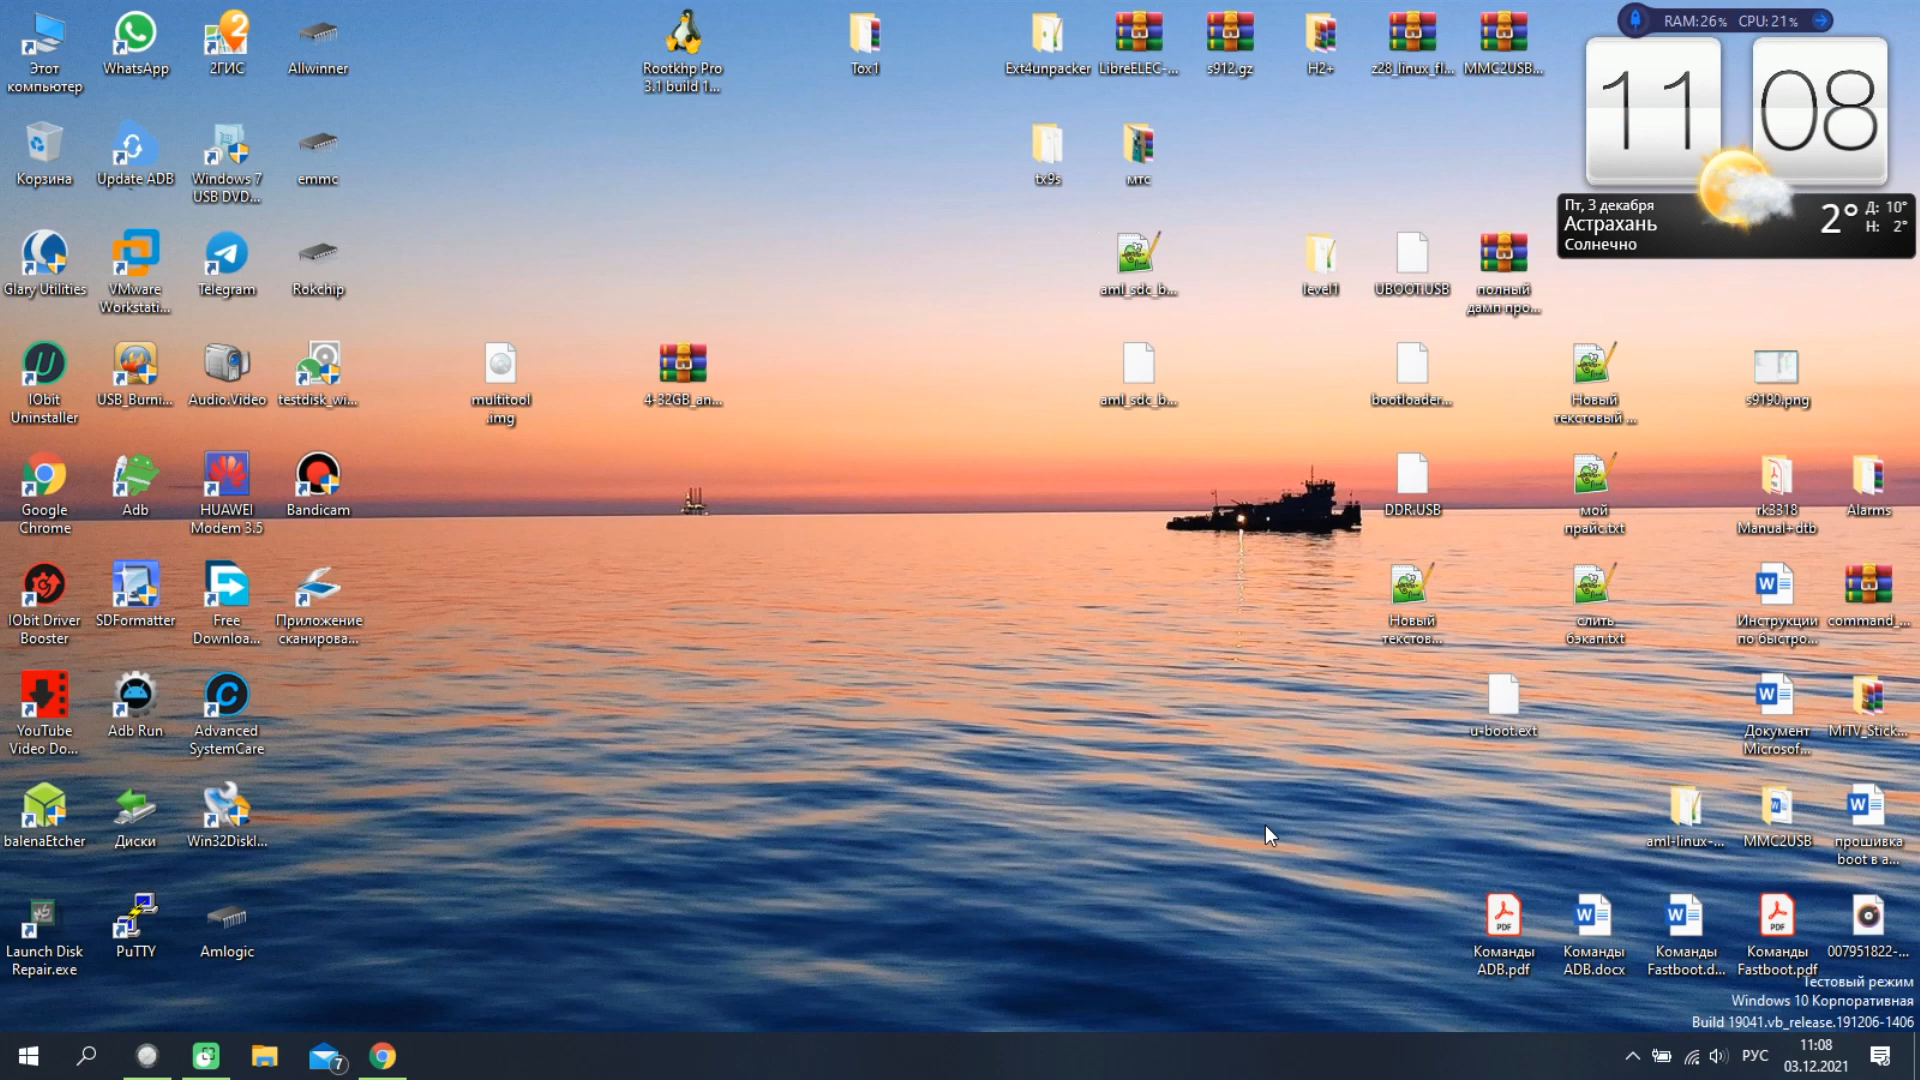 Этот
компьютер
WhatsApp
2ГИС
Allwinner
Rootkhp Pro
3.1 build 1...
Tox1
Ext4unpacker
LibreELEC-...
s912.gz
H2+
z28_linux_fl...
MMC2USB...
RAM:26%
CPU:21%
11
08
Корзина
Update ADB
Windows 7
USB DVD...
emmc
tx9s
мтс
Пт, 3 декабря
Астрахань
Солнечно
2°
Д: 10°
Н: 2°
Glary Utilities
VMware
Workstati...
Telegram
Rokchip
aml_sdc_b...
level1
UBOOT.USB
полный
дамп про...
IObit
Uninstaller
USB_Burni...
Audio.Video
testdisk_wi...
multitool
.img
4-32GB_an...
aml_sdc_b...
bootloader...
Новый
текстовый ...
s9190.png
Google
Chrome
Adb
HUAWEI
Modem 3.5
Bandicam
DDR.USB
мой
прайс.txt
rk3318
Manual+dtb
Alarms
IObit Driver
Booster
SDFormatter
Free
Downloa...
Приложение
сканирова...
Новый
текстов...
слить
бэкап.txt
Инструкции
по быстро...
command_...
YouTube
Video Do...
Adb Run
Advanced
SystemCare
u-boot.ext
Документ
Microsof...
MiTV_Stick...
balenaEtcher
Диски
Win32DiskI...
aml-linux-...
MMC2USB
прошивка
boot в а...
Launch Disk
Repair.exe
PuTTY
Amlogic
Команды
ADB.pdf
Команды
ADB.docx
Команды
Fastboot.d...
Команды
Fastboot.pdf
007951822-...
Тестовый режим
Windows 10 Корпоративная
Build 19041.vb_release.191206-1406
7
РУС
11:08
03.12.2021